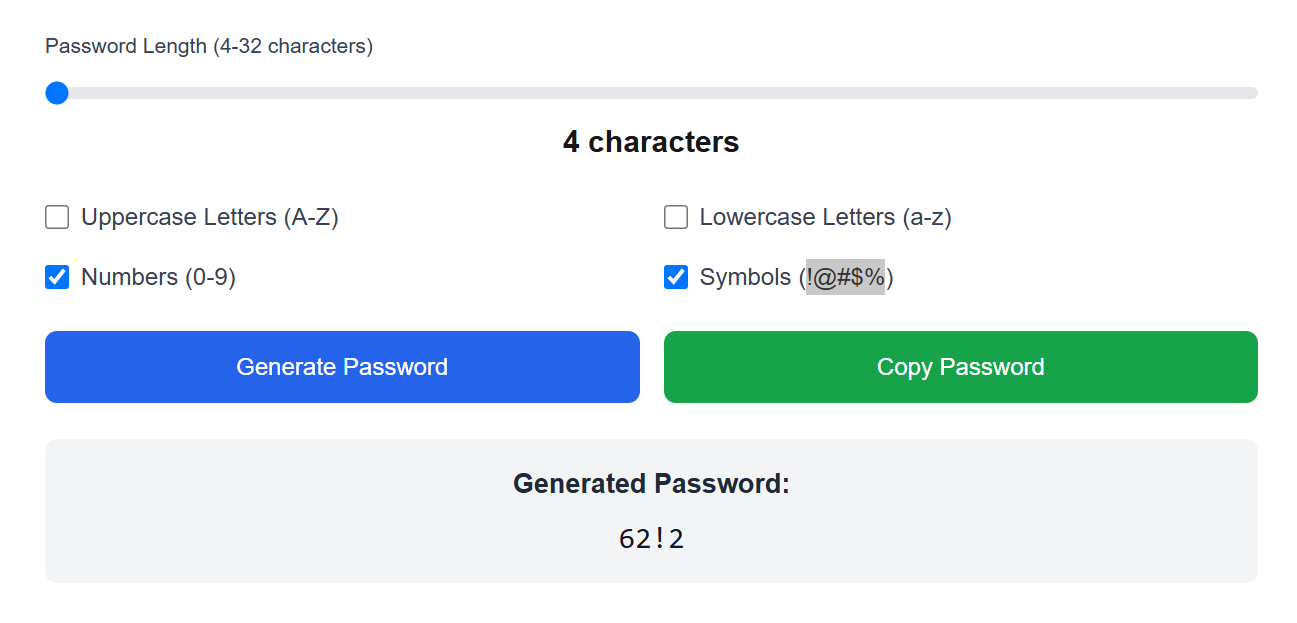 Password Length (4-32 characters)
4 characters
Uppercase Letters (A-Z)
Lowercase Letters (a-z)
Numbers (0-9)
Symbols (!@#$%)
Generate Password
Copy Password
Generated Password:
62!2